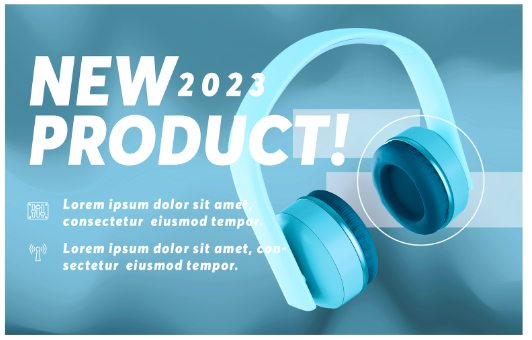 NEW 2023
PRODUCT!
Lorem ipsum dolor sit amet,
consectetur eiusmod tempor.
Lorem ipsum dolor sit amet, con-
sectetur eiusmod tempor.